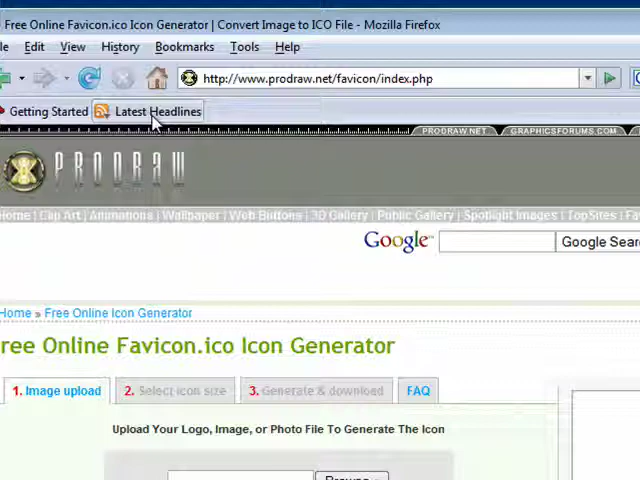 Free Online Favicon.ico Icon Generator | Convert Image to ICO File - Mozilla Firefox
Edit View History Bookmarks Tools Help
http://www.prodraw.net/favicon/index.php
Getting Started Latest Headlines
PRODRAW.NET GRAPHICSFORUMS.COM
PRODRAW
Home | Clip Art | Animations | Wallpaper | Web Buttons | 3D Gallery | Public Gallery | Spotlight Images | TopSites | Fa
Google Google Sear
Home » Free Online Icon Generator
ree Online Favicon.ico Icon Generator
1. Image upload 2. Select icon size 3. Generate & download FAQ
Upload Your Logo, Image, or Photo File To Generate The Icon
Browse